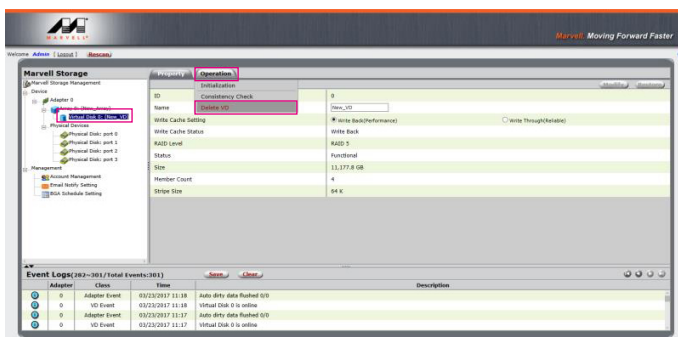 MARVELL
Marvell. Moving Forward Faster
Welcome Admin [ Logout ] Rescan
Marvell Storage
Property
Operation
Marvell Storage Management
Initialization
Modify
Device
Consistency Check
Adapter 0
ID 0
Delete VD
Name New_VD
Virtual Disk 0: (New_VD)
Write Cache Setting Write Back(Performance) Write Through(Reliable)
Physical Devices
Physical Disk: port 0
Write Cache Status Write Back
Physical Disk: port 1
RAID Level RAID 5
Physical Disk: port 2
Physical Disk: port 3
Status Functional
Management
Size 11,177.8 GB
Account Management
Member Count 4
Email Notify Setting
BGA Schedule Setting
Stripe Size 64 K
Event Logs(282~301/Total Events:301) Save Clear
Adapter Class Time Description
0 Adapter Event 03/23/2017 11:18 Auto dirty data flushed 0/0
0 VD Event 03/23/2017 11:18 Virtual Disk 0 is online
0 Adapter Event 03/23/2017 11:17 Auto dirty data flushed 0/0
0 VD Event 03/23/2017 11:17 Virtual Disk 0 is online